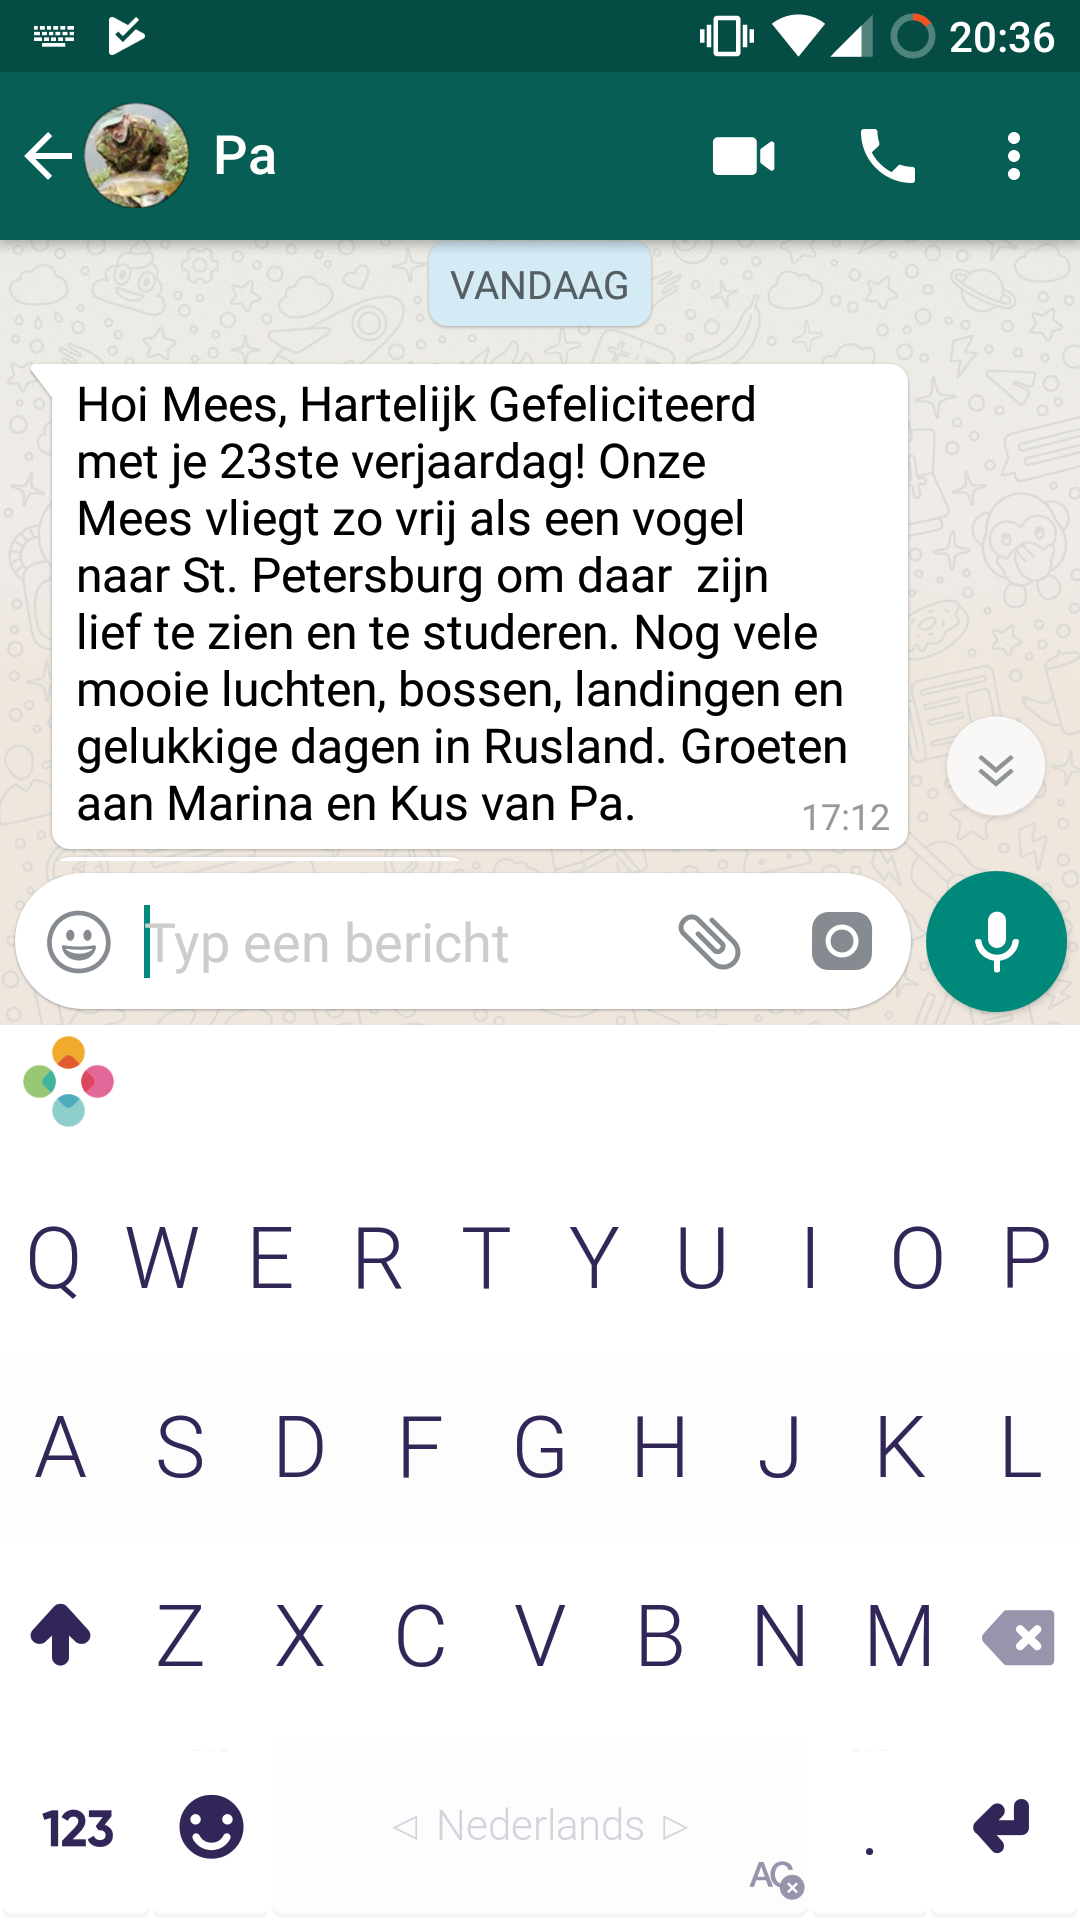 20:36
Pa
VANDAAG
Hoi Mees, Hartelijk Gefeliciteerd
met je 23ste verjaardag! Onze
Mees vliegt zo vrij als een vogel
naar St. Petersburg om daar  zijn
lief te zien en te studeren. Nog vele
mooie luchten, bossen, landingen en
gelukkige dagen in Rusland. Groeten
aan Marina en Kus van Pa.
17:12
Typ een bericht
Q W E R T Y U I O P
A S D F G H J K L
Z X C V B N M
123 Nederlands .
AC